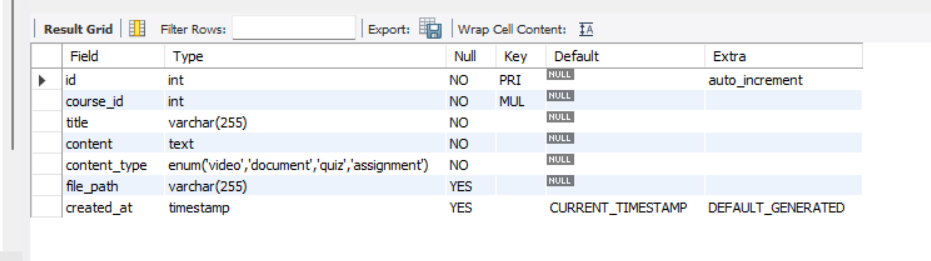 Result Grid Filter Rows: Export: Wrap Cell Content: IA
Field Type Null Key Default Extra
id int NO PRI NULL auto_increment
course_id int NO MUL NULL
title varchar(255) NO NULL
content text NO NULL
content_type enum('video','document','quiz','assignment') NO NULL
file_path varchar(255) YES NULL
created_at timestamp YES CURRENT_TIMESTAMP DEFAULT_GENERATED